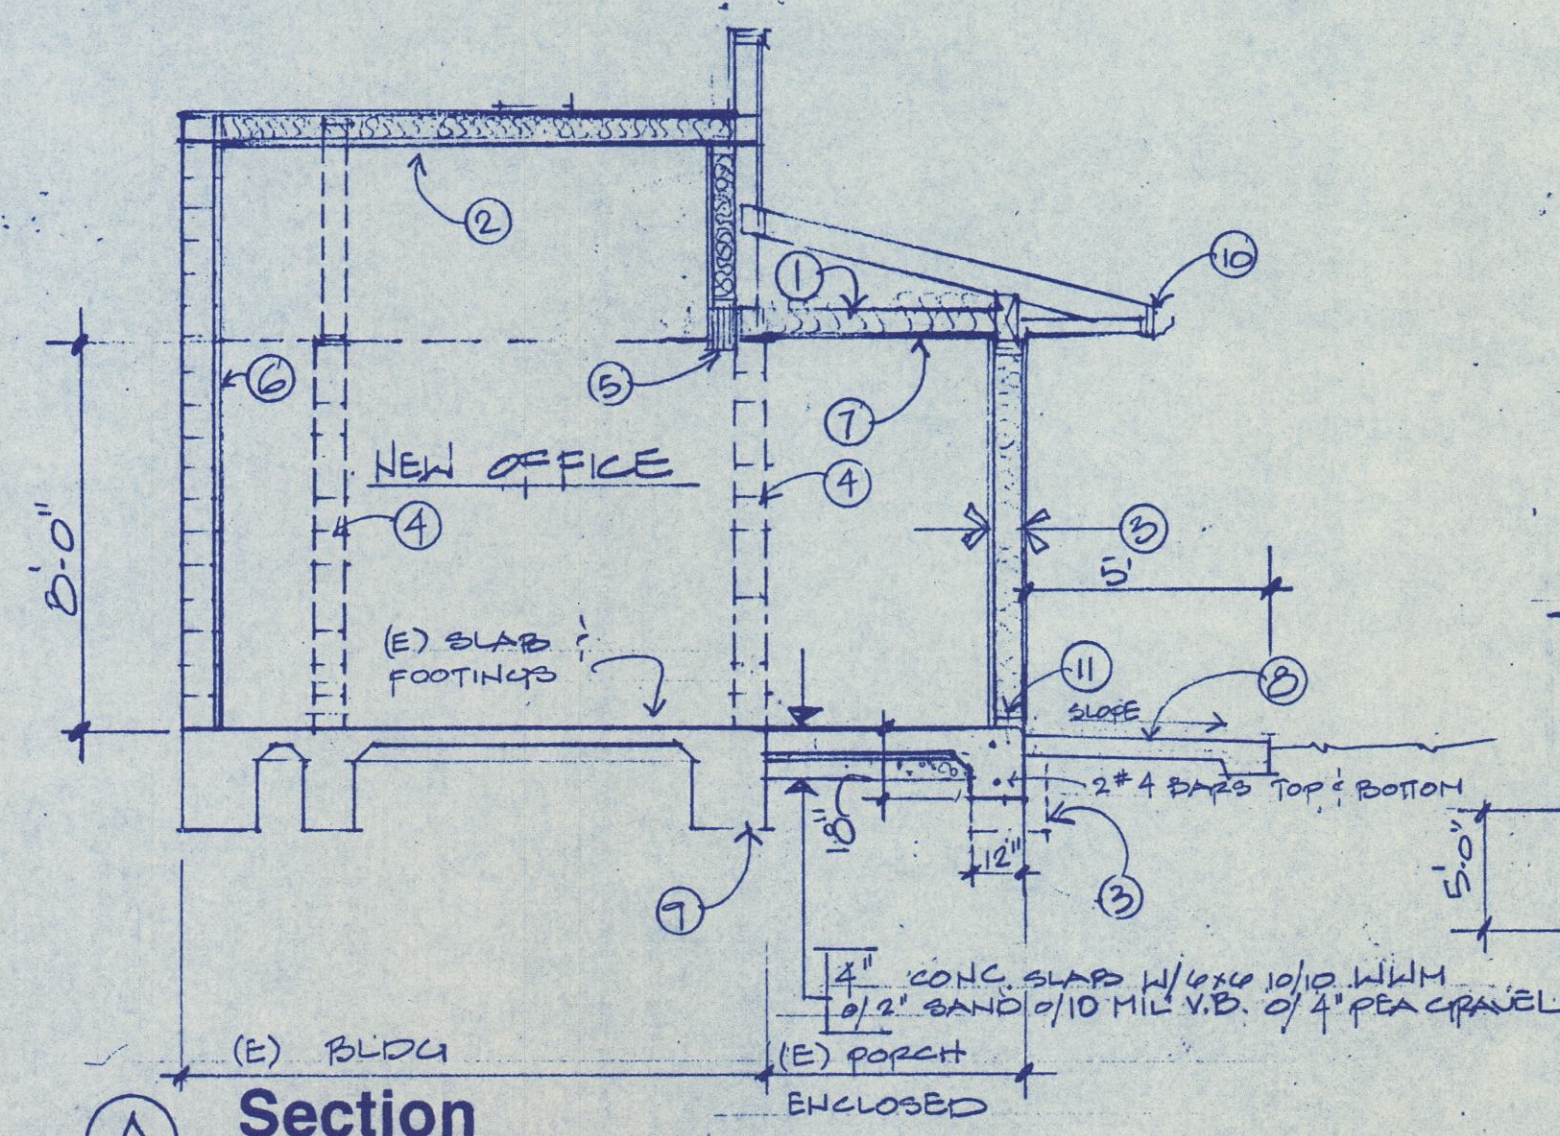 2
10
1
6
5
7
NEW OFFICE
4
4
3
8'-0"
5'
(E) SLAB &
FOOTINGS
11
8
SLOPE
2 #4 BARS TOP & BOTTOM
18"
12"
5'-0"
9
3
4" CONC. SLAB W/6x6 10/10 WWM
o/2" SAND o/10 MIL V.B. o/ 4" PEA GRAVEL
(E) BLDG
(E) PORCH
ENCLOSED
A
Section